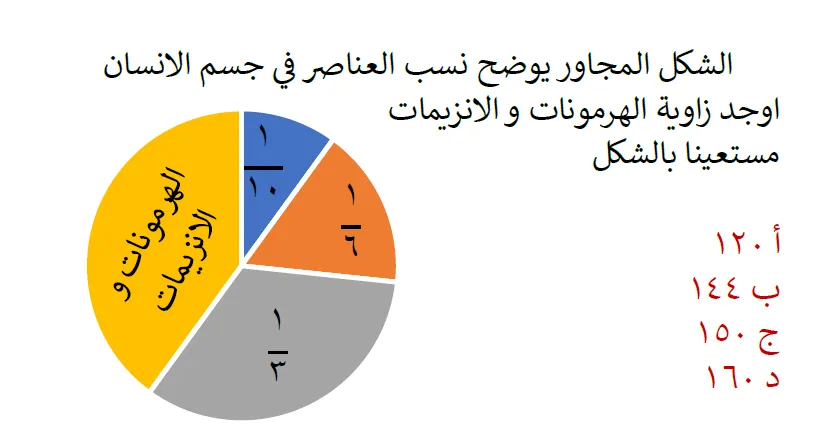 الشكل المجاور يوضح نسب العناصر في جسم الانسان
اوجد زاوية الهرمونات و الانزيمات
مستعينا بالشكل
أ ١٢٠
ب ١٤٤
ج ١٥٠
د ١٦٠
١
١٠
١
٦
١
٣
الهرمونات و
الانزيمات